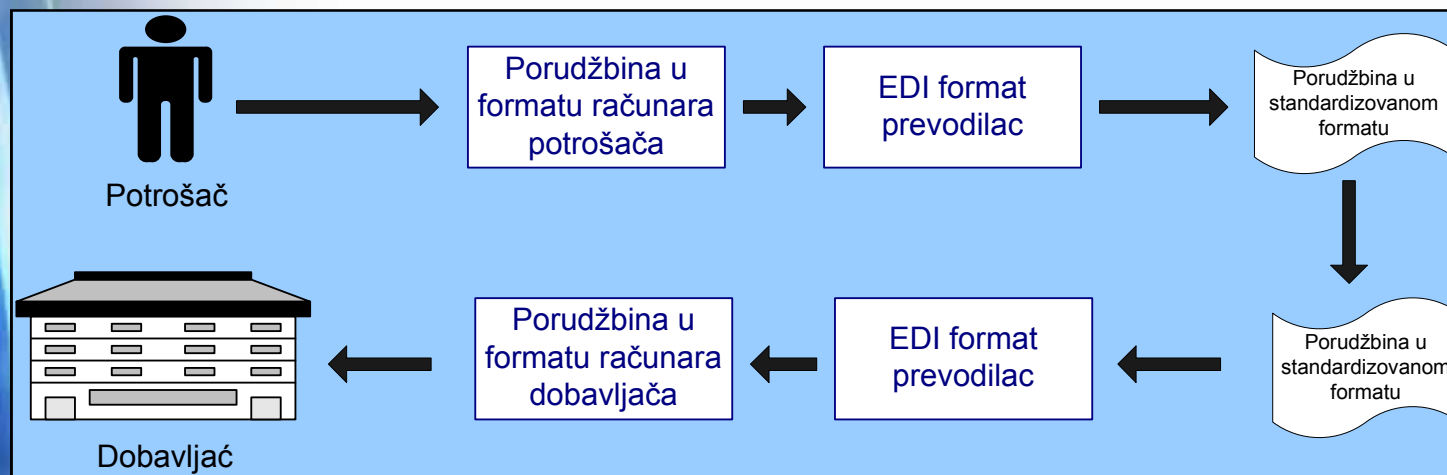 Porudžbina u
formatu računara
potrošača
EDI format
prevodilac
Porudžbina u
standardizovanom
formatu
Potrošač
Porudžbina u
formatu računara
dobavljača
EDI format
prevodilac
Porudžbina u
standardizovanom
formatu
Dobavljać